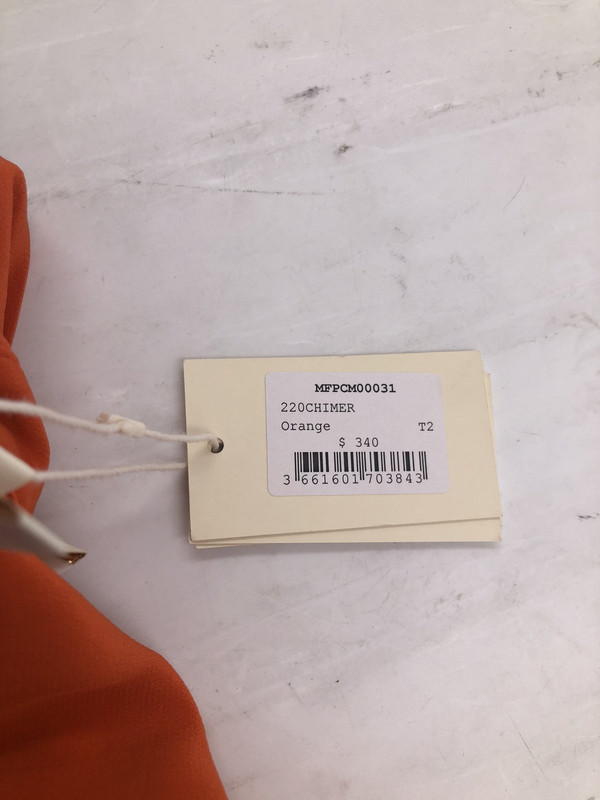 MFPCM00031
220CHIMER
Orange T2
$ 340
3 661601 703843